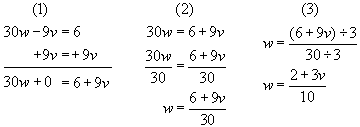 (1)
30w – 9v = 6
+9v = +9v
30w + 0 = 6 + 9v
(2)
30w = 6 + 9v
30w/30 = (6 + 9v)/30
w = (6 + 9v)/30
(3)
w = ((6 + 9v) ÷ 3)/(30 ÷ 3)
w = (2 + 3v)/10